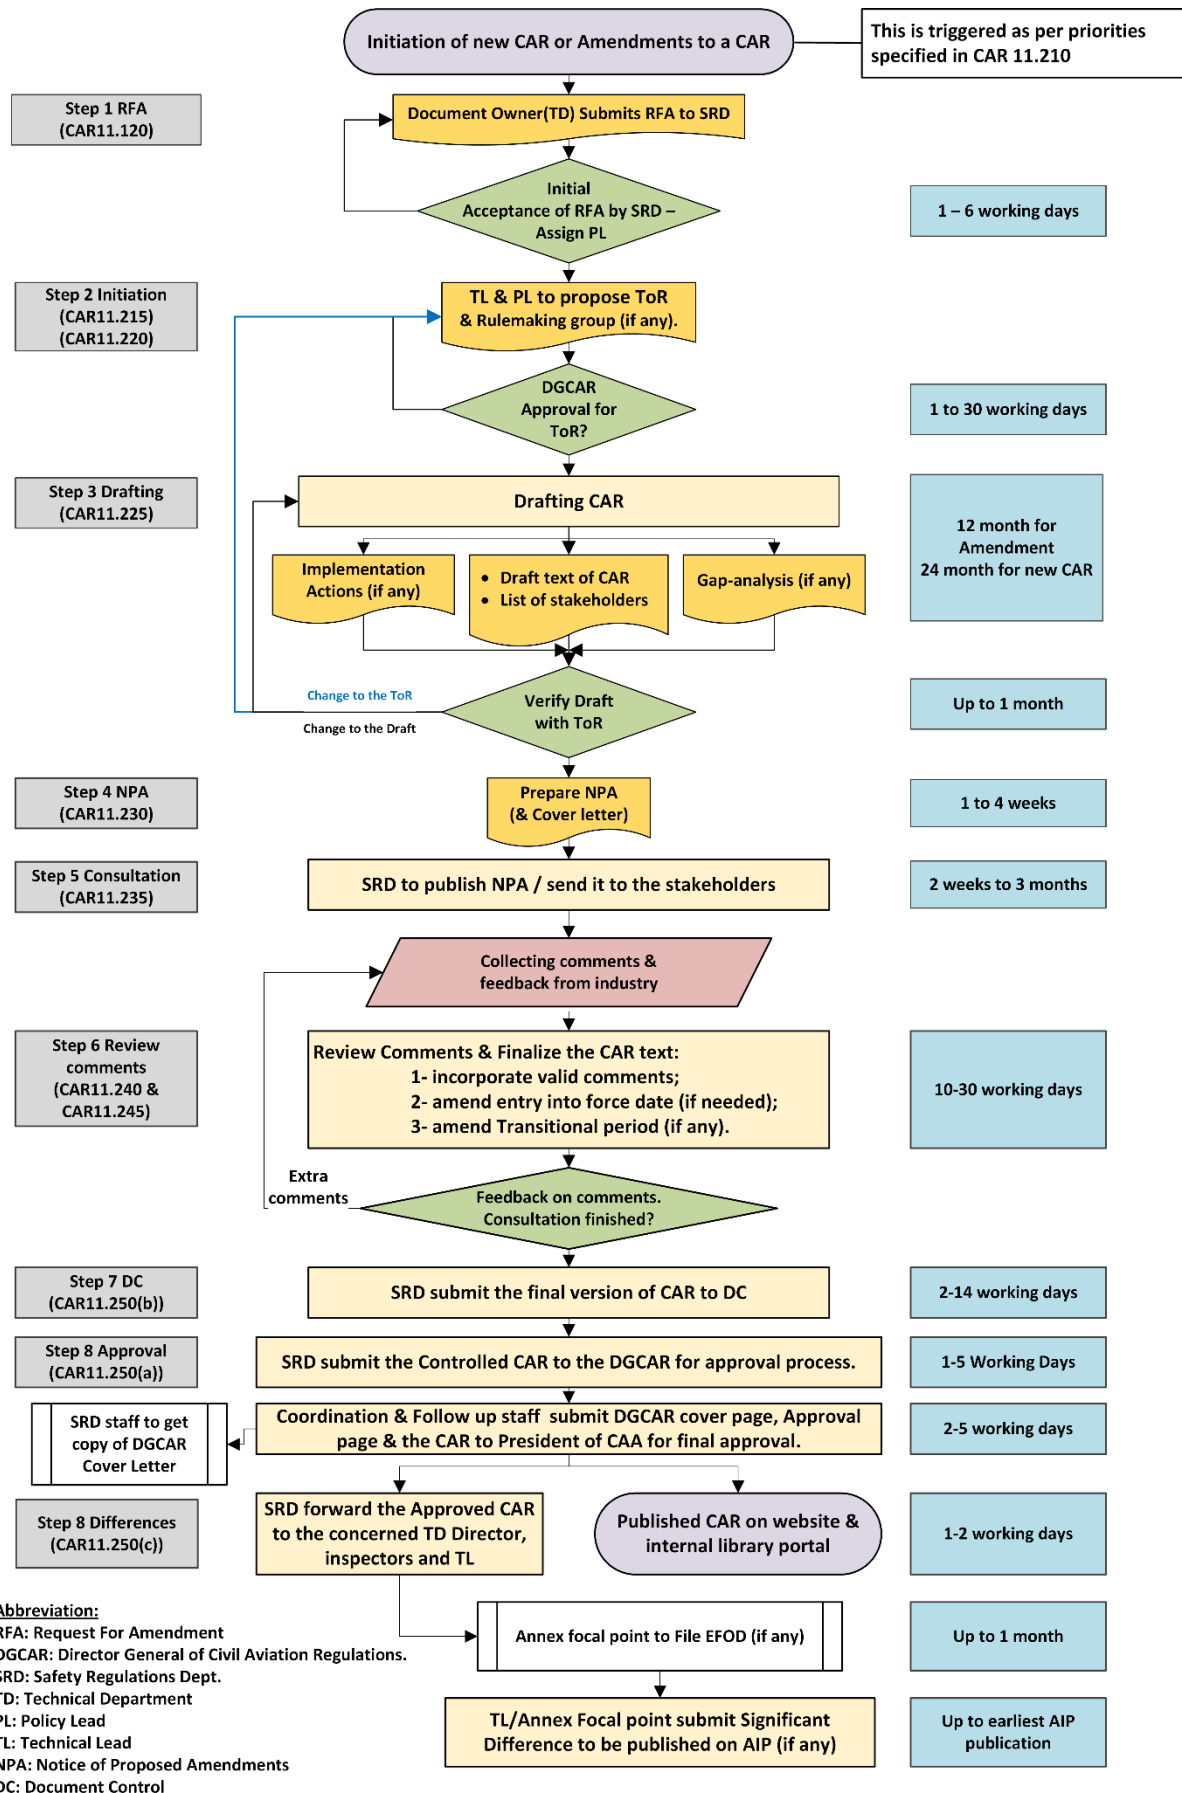 Initiation of new CAR or Amendments to a CAR
This is triggered as per priorities
specified in CAR 11.210
Step 1 RFA
(CAR11.120)
Document Owner(TD) Submits RFA to SRD
Initial
Acceptance of RFA by SRD –
Assign PL
1 – 6 working days
Step 2 Initiation
(CAR11.215)
(CAR11.220)
TL & PL to propose ToR
& Rulemaking group (if any).
DGCAR
Approval for
ToR?
1 to 30 working days
Step 3 Drafting
(CAR11.225)
Drafting CAR
12 month for
Amendment
24 month for new CAR
Implementation
Actions (if any)
• Draft text of CAR
• List of stakeholders
Gap-analysis (if any)
Change to the ToR
Change to the Draft
Verify Draft
with ToR
Up to 1 month
Step 4 NPA
(CAR11.230)
Prepare NPA
(& Cover letter)
1 to 4 weeks
Step 5 Consultation
(CAR11.235)
SRD to publish NPA / send it to the stakeholders
2 weeks to 3 months
Collecting comments &
feedback from industry
Step 6 Review
comments
(CAR11.240 &
CAR11.245)
Review Comments & Finalize the CAR text:
1- incorporate valid comments;
2- amend entry into force date (if needed);
3- amend Transitional period (if any).
10-30 working days
Extra
comments
Feedback on comments.
Consultation finished?
Step 7 DC
(CAR11.250(b))
SRD submit the final version of CAR to DC
2-14 working days
Step 8 Approval
(CAR11.250(a))
SRD submit the Controlled CAR to the DGCAR for approval process.
1-5 Working Days
SRD staff to get
copy of DGCAR
Cover Letter
Coordination & Follow up staff submit DGCAR cover page, Approval
page & the CAR to President of CAA for final approval.
2-5 working days
Step 8 Differences
(CAR11.250(c))
SRD forward the Approved CAR
to the concerned TD Director,
inspectors and TL
Published CAR on website &
internal library portal
1-2 working days
Abbreviation:
RFA: Request For Amendment
DGCAR: Director General of Civil Aviation Regulations.
SRD: Safety Regulations Dept.
TD: Technical Department
PL: Policy Lead
TL: Technical Lead
NPA: Notice of Proposed Amendments
DC: Document Control
Annex focal point to File EFOD (if any)
Up to 1 month
TL/Annex Focal point submit Significant
Difference to be published on AIP (if any)
Up to earliest AIP
publication